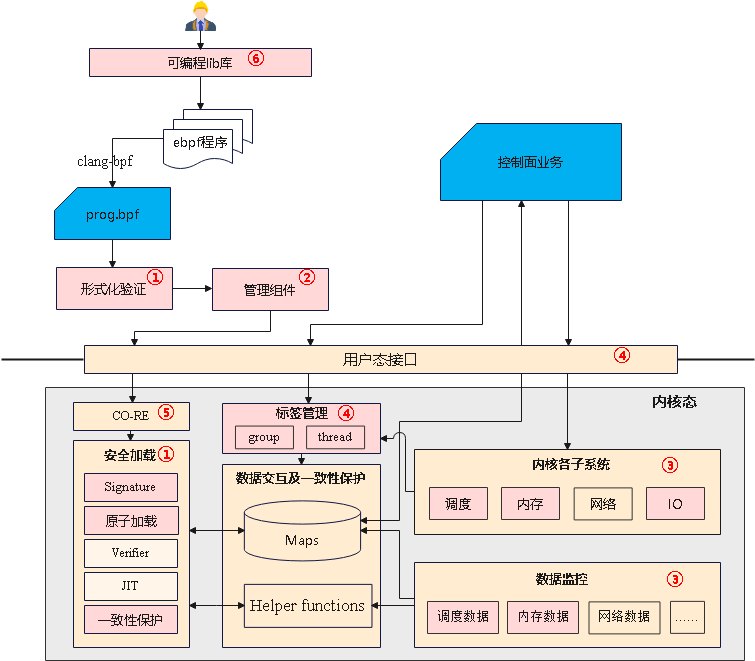 可编程lib库 ⑥
ebpf程序
clang-bpf
控制面业务
prog.bpf
形式化验证 ①
管理组件 ②
用户态接口 ④
内核态
CO-RE ⑤
标签管理 ④
group thread
安全加载 ①
Signature
原子加载
Verifier
JIT
一致性保护
数据交互及一致性保护
Maps
Helper functions
内核各子系统 ③
调度 内存 网络 IO
数据监控 ③
调度数据 内存数据 网络数据 ……